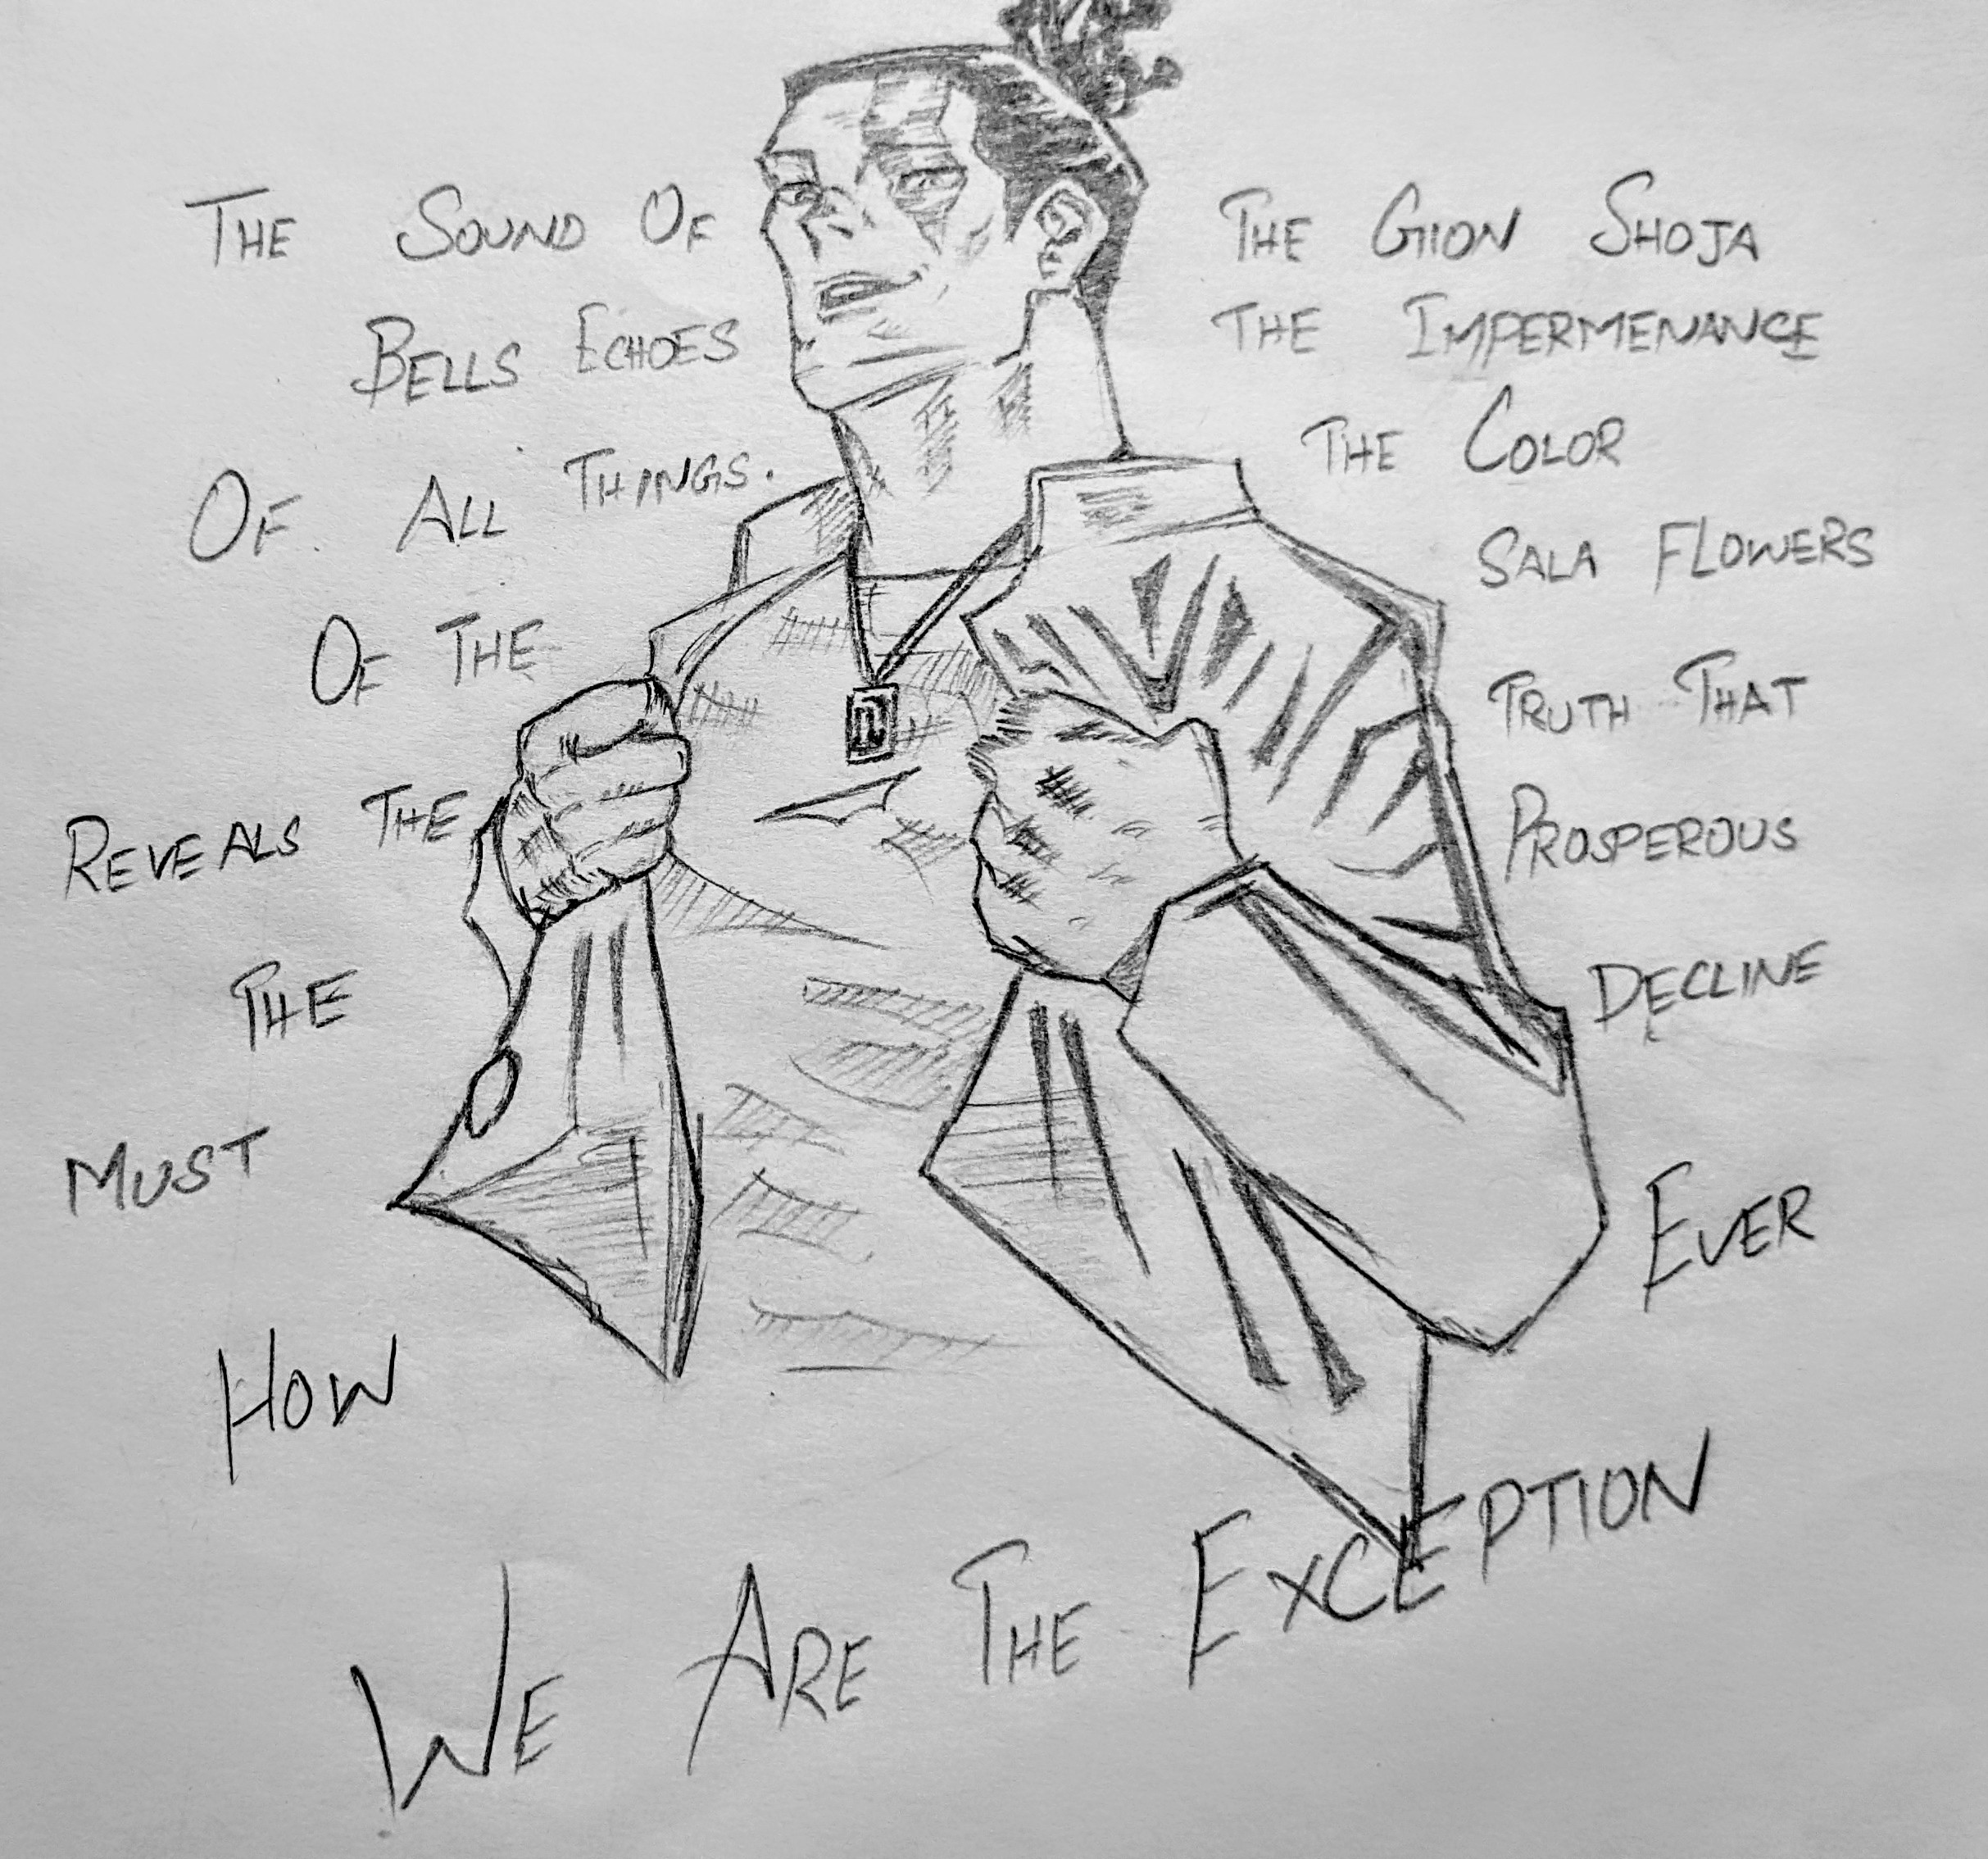 THE SOUND OF THE GION SHOJA
BELLS ECHOES THE IMPERMENANCE
OF ALL THINGS. THE COLOR
OF THE SALA FLOWERS
REVEALS THE TRUTH THAT
THE PROSPEROUS
MUST DECLINE
HOW EVER
WE ARE THE EXCEPTION